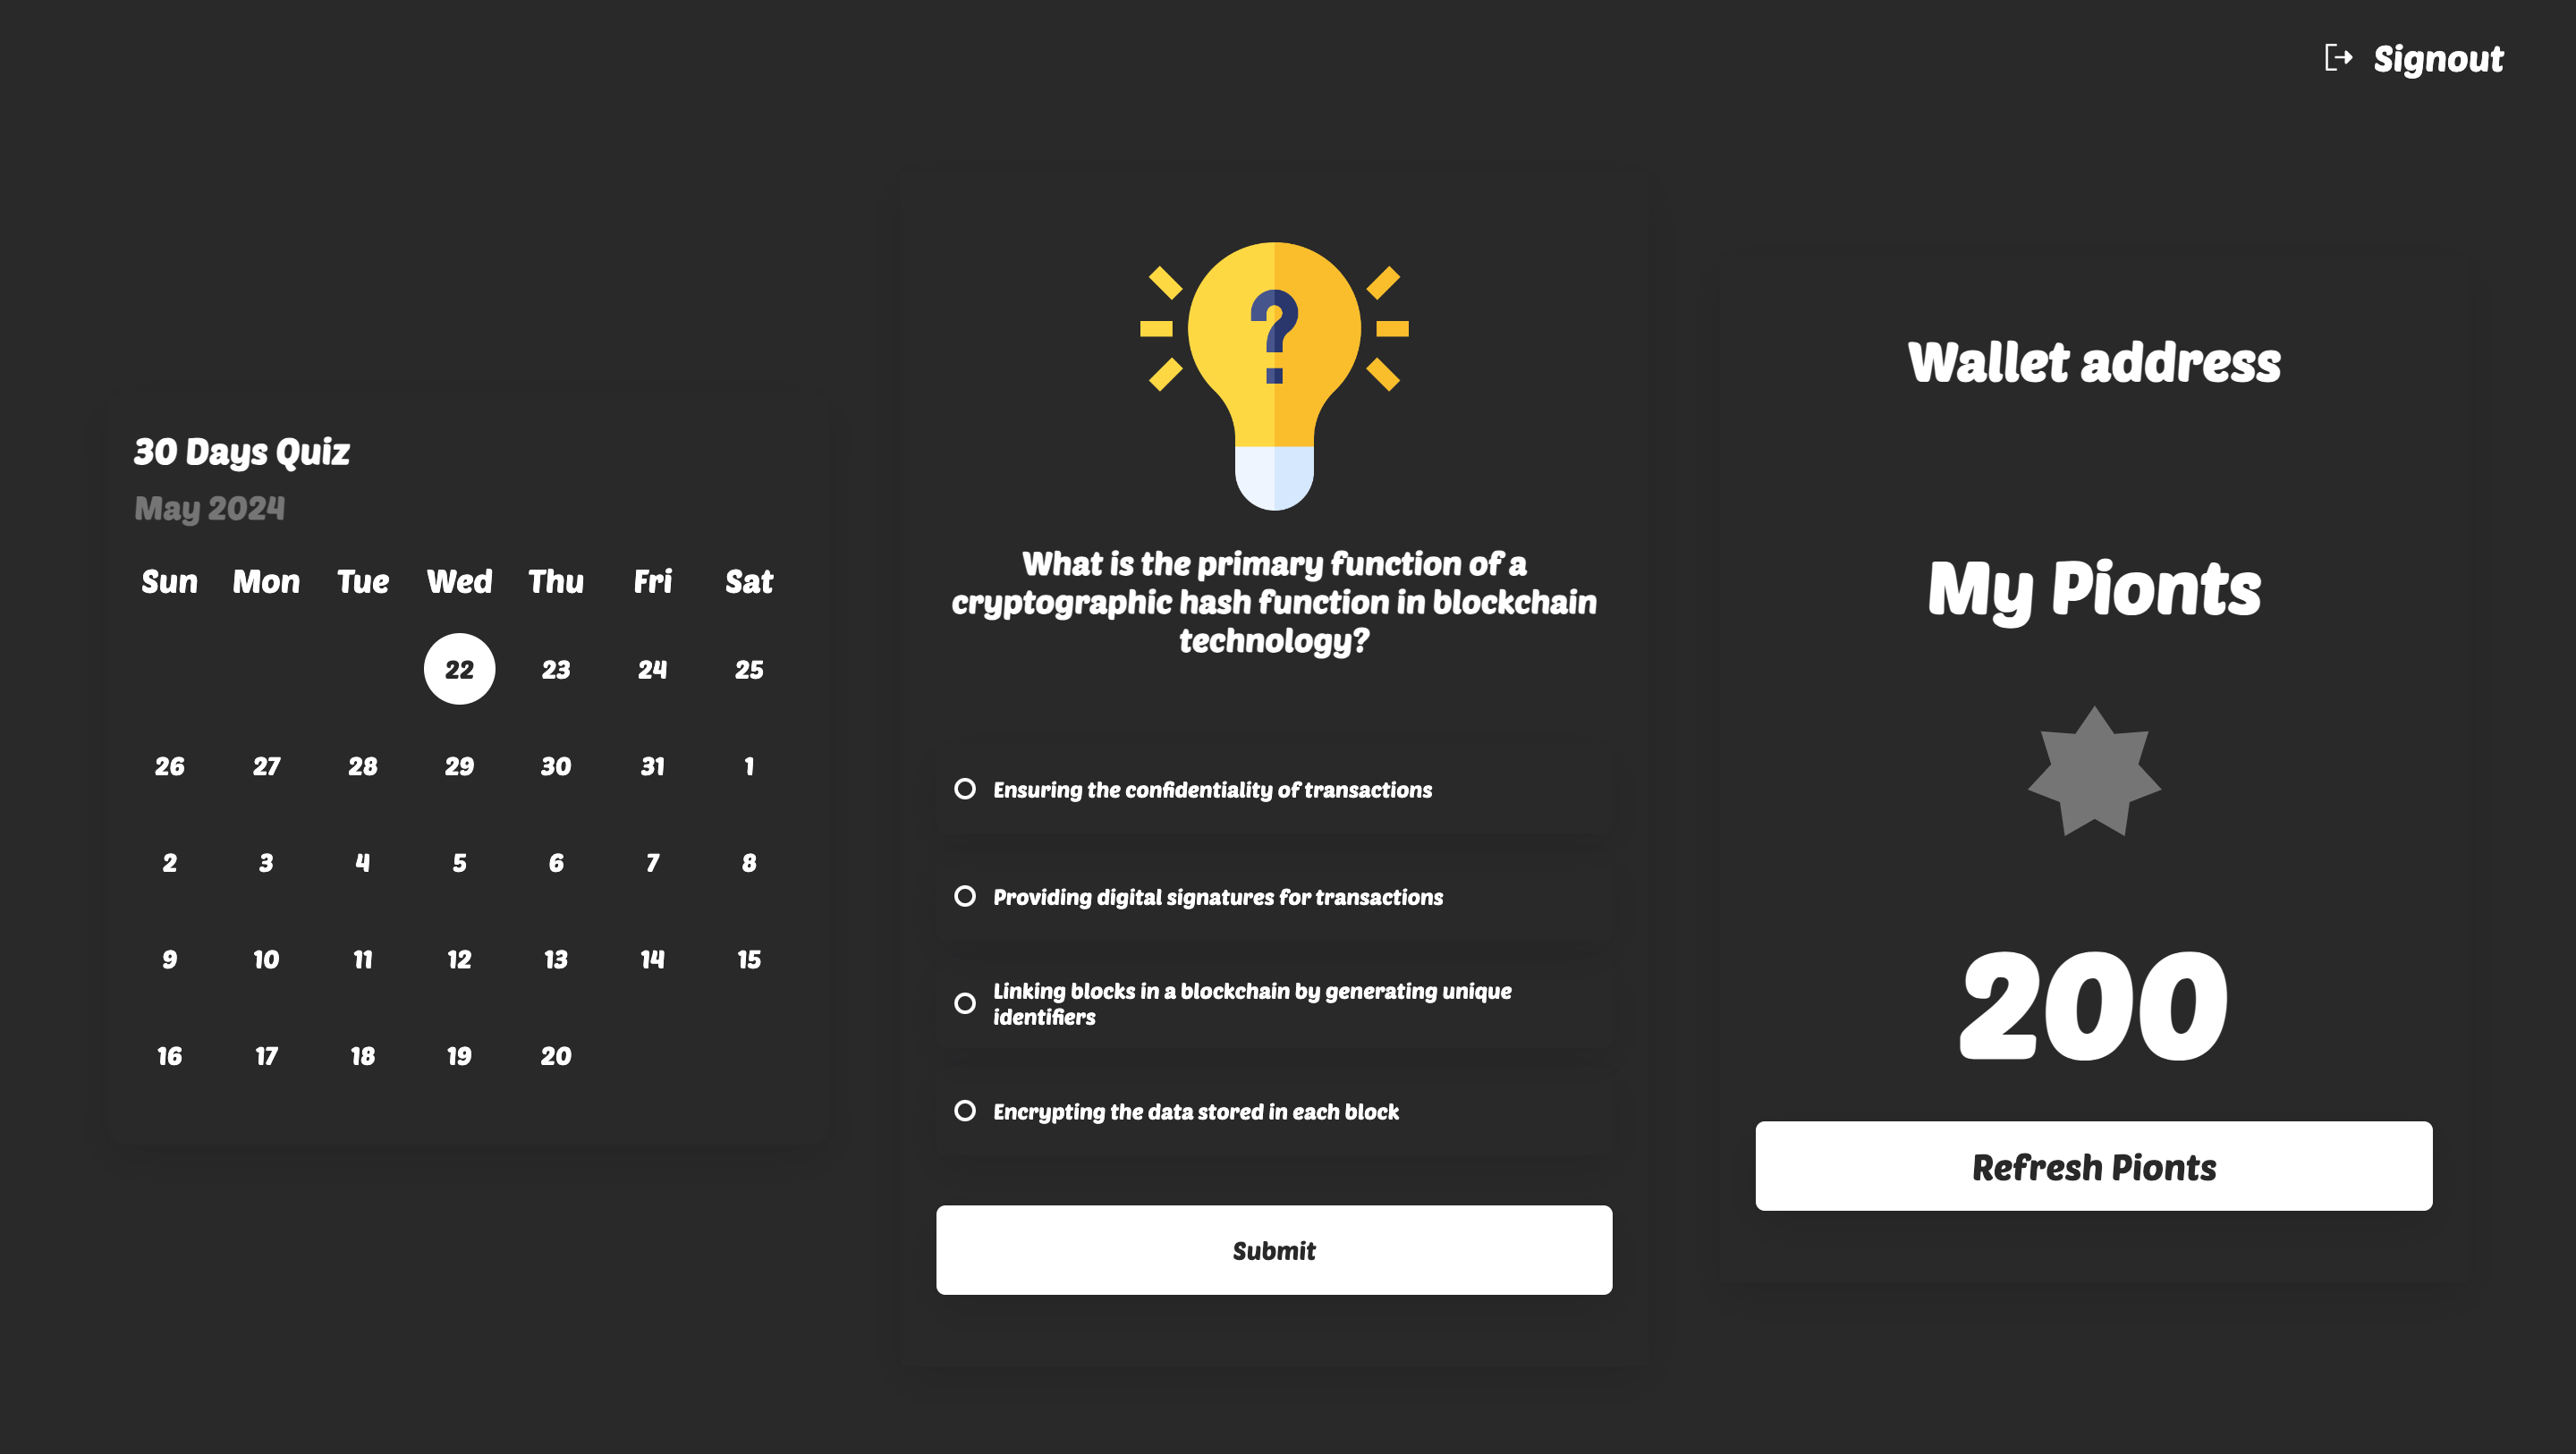 Signout
30 Days Quiz
May 2024
Sun Mon Tue Wed Thu Fri Sat
22 23 24 25
26 27 28 29 30 31 1
2 3 4 5 6 7 8
9 10 11 12 13 14 15
16 17 18 19 20
?
What is the primary function of a
cryptographic hash function in blockchain
technology?
Ensuring the confidentiality of transactions
Providing digital signatures for transactions
Linking blocks in a blockchain by generating unique
identifiers
Encrypting the data stored in each block
Submit
Wallet address
My Pionts
200
Refresh Pionts